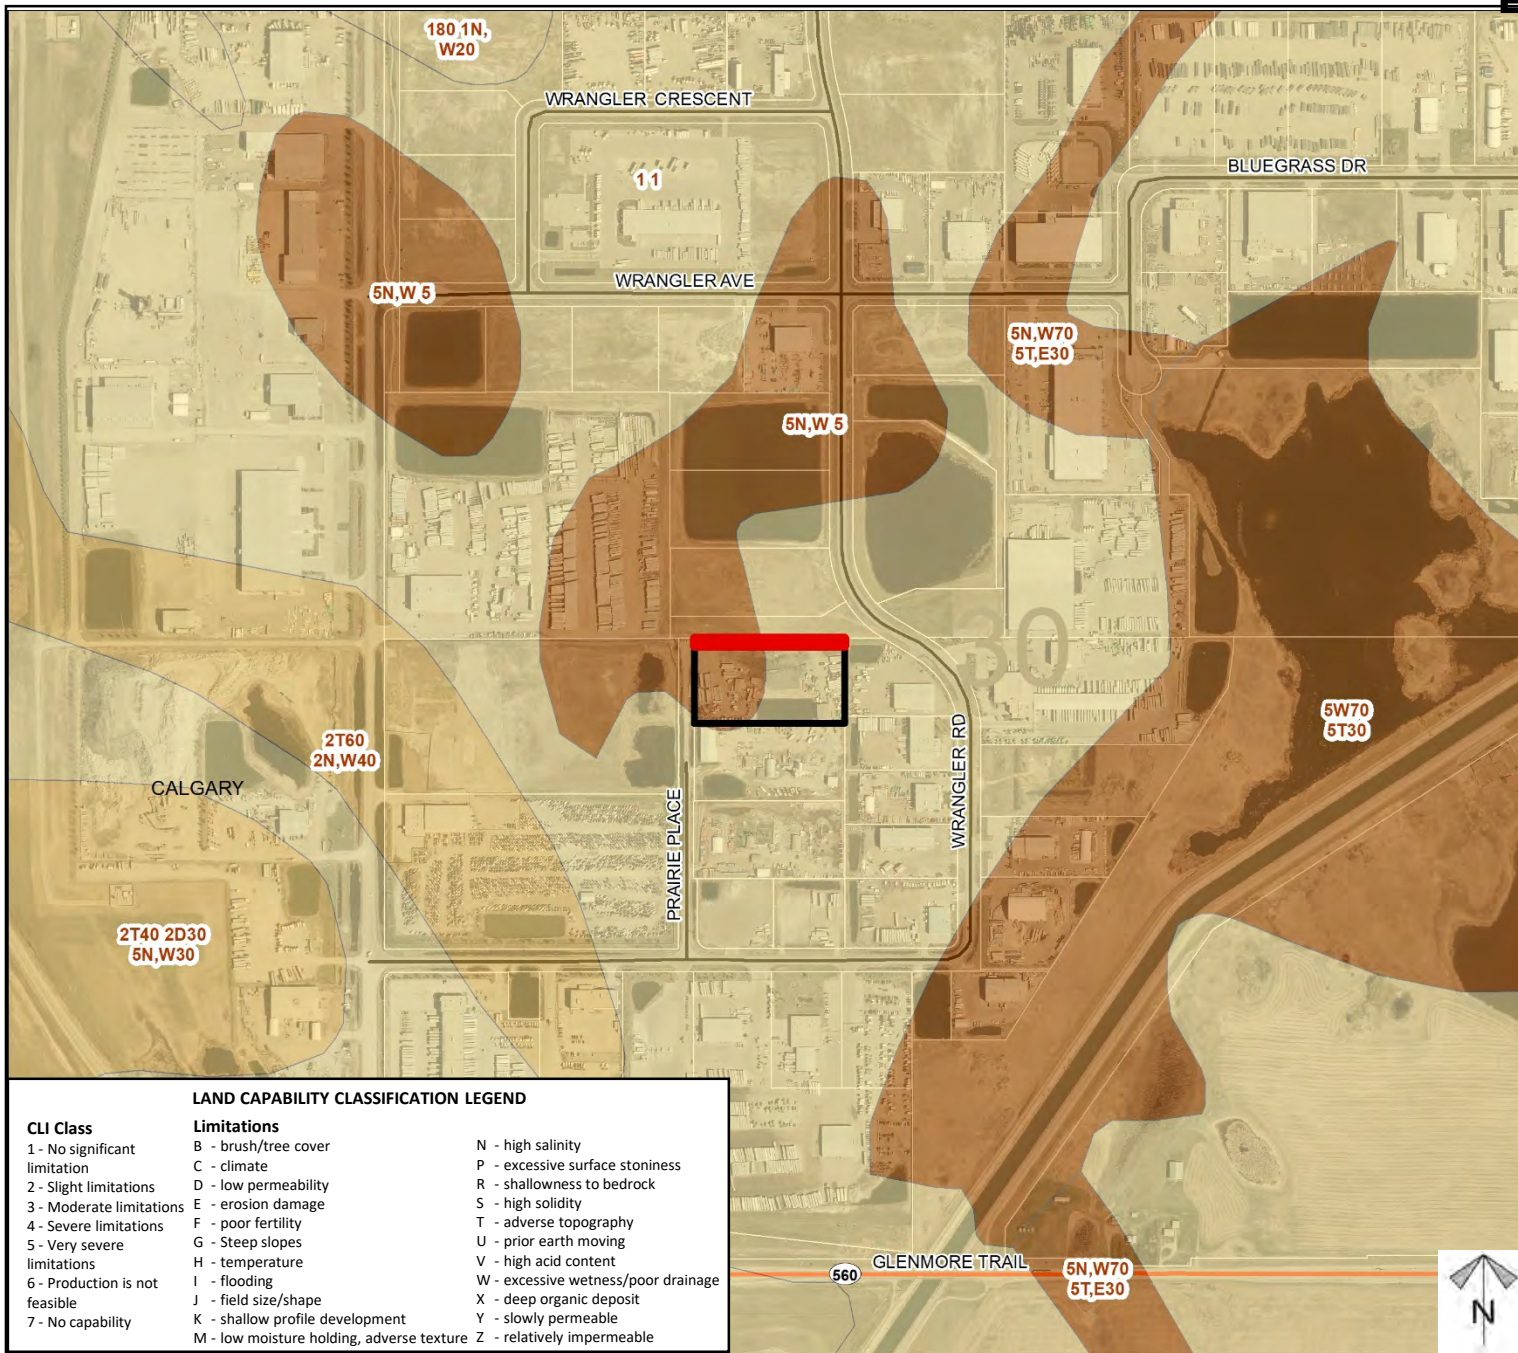 180 1N,
W20
WRANGLER CRESCENT
BLUEGRASS DR
1 1
WRANGLER AVE
5N,W 5
5N,W70
5T,E30
5N,W 5
30
5W70
5T30
2T60
2N,W40
CALGARY
WRANGLER RD
PRAIRIE PLACE
2T40 2D30
5N,W30
LAND CAPABILITY CLASSIFICATION LEGEND
CLI Class
1 - No significant
limitation
2 - Slight limitations
3 - Moderate limitations
4 - Severe limitations
5 - Very severe
limitations
6 - Production is not
feasible
7 - No capability
Limitations
B - brush/tree cover
C - climate
D - low permeability
E - erosion damage
F - poor fertility
G - Steep slopes
H - temperature
I - flooding
J - field size/shape
K - shallow profile development
M - low moisture holding, adverse texture
N - high salinity
P - excessive surface stoniness
R - shallowness to bedrock
S - high solidity
T - adverse topography
U - prior earth moving
V - high acid content
W - excessive wetness/poor drainage
X - deep organic deposit
Y - slowly permeable
Z - relatively impermeable
560
GLENMORE TRAIL
5N,W70
5T,E30
N